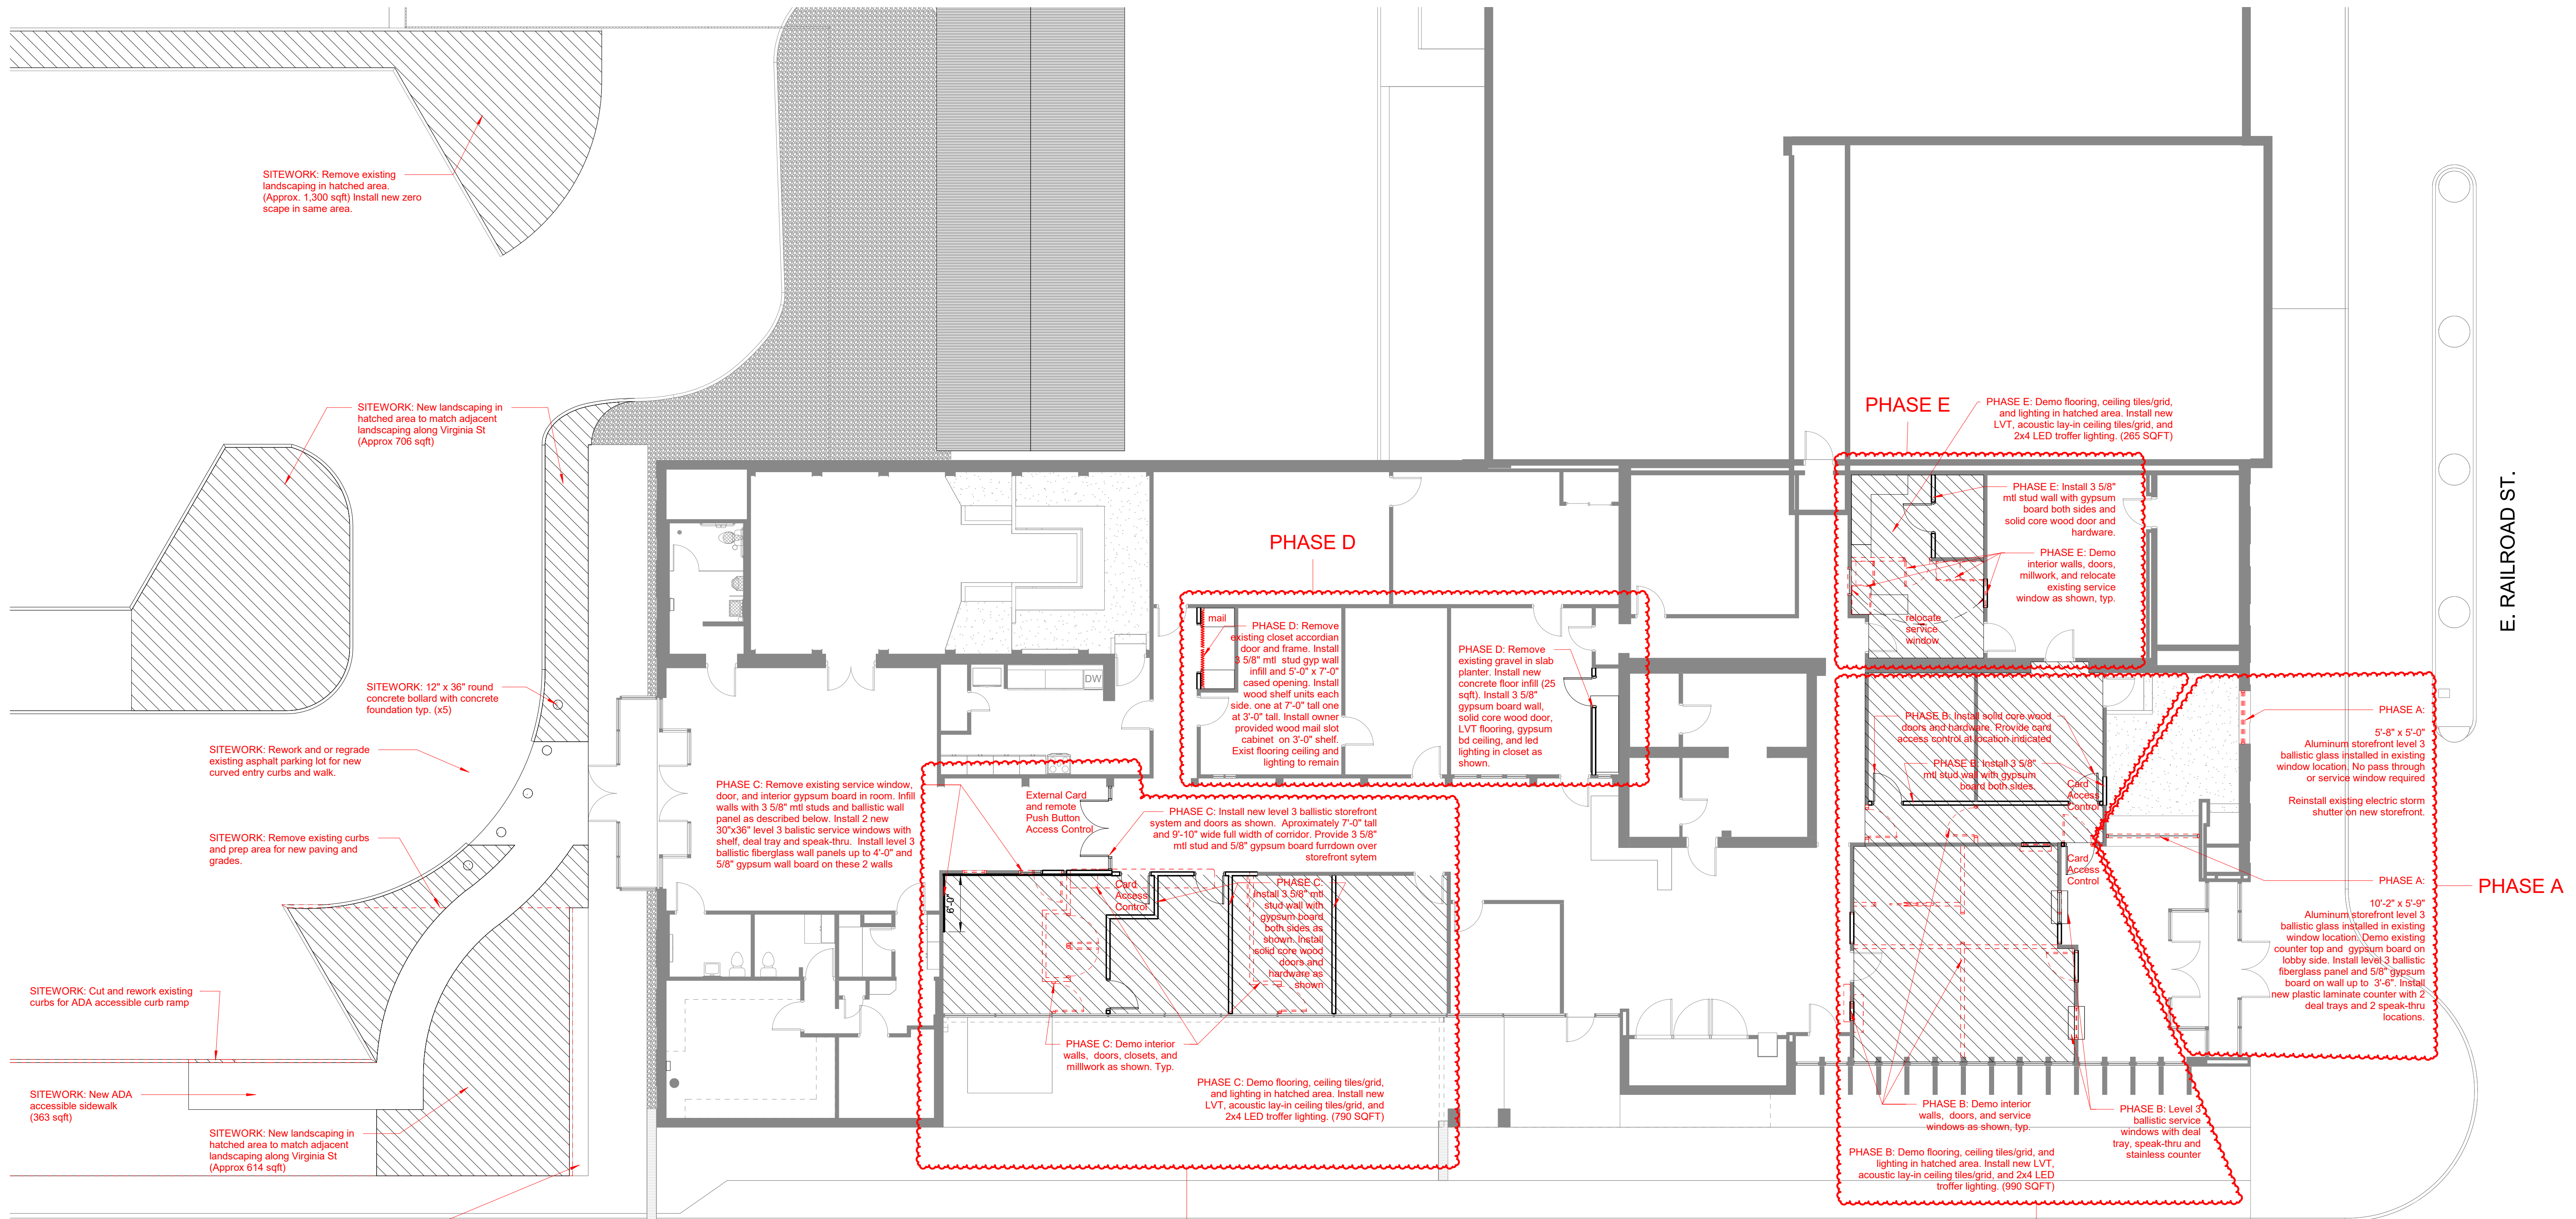 SITEWORK: Remove existing
landscaping in hatched area.
(Approx. 1,300 sqft) Install new zero
scape in same area.
SITEWORK: New landscaping in
hatched area to match adjacent
landscaping along Virginia St
(Approx 706 sqft)
SITEWORK: 12" x 36" round
concrete bollard with concrete
foundation typ. (x5)
SITEWORK: Rework and or regrade
existing asphalt parking lot for new
curved entry curbs and walk.
SITEWORK: Remove existing curbs
and prep area for new paving and
grades.
SITEWORK: Cut and rework existing
curbs for ADA accessible curb ramp
SITEWORK: New ADA
accessible sidewalk
(363 sqft)
SITEWORK: New landscaping in
hatched area to match adjacent
landscaping along Virginia St
(Approx 614 sqft)
DW
PHASE C: Remove existing service window,
door, and interior gypsum board in room. Infill
walls with 3 5/8" mtl studs and ballistic wall
panel as described below. Install 2 new
30"x36" level 3 ballistic service windows with
shelf, deal tray and speak-thru.  Install level 3
ballistic fiberglass wall panels up to 4'-0" and
5/8" gypsum wall board on these 2 walls
External Card
and remote
Push Button
Access Control
PHASE C: Install new level 3 ballistic storefront
system and doors as shown.  Aproximately 7'-0" tall
and 9'-10" wide full width of corridor. Provide 3 5/8"
mtl stud and 5/8" gypsum board furrdown over
storefront sytem
6'-0"
Card
Access
Control
PHASE C:
Install 3 5/8" mtl
stud wall with
gypsum board
both sides as
shown. Install
solid core wood
doors and
hardware as
shown
PHASE C: Demo interior
walls,  doors, closets, and
milllwork as shown. Typ.
PHASE C: Demo flooring, ceiling tiles/grid,
and lighting in hatched area. Install new
LVT, acoustic lay-in ceiling tiles/grid, and
2x4 LED troffer lighting. (790 SQFT)
PHASE D
mail
PHASE D: Remove
existing closet accordian
door and frame. Install
3 5/8" mtl  stud gyp wall
infill and 5'-0" x 7'-0"
cased opening. Install
wood shelf units each
side. one at 7'-0" tall one
at 3'-0" tall. Install owner
provided wood mail slot
cabinet  on 3'-0" shelf.
Exist flooring ceiling and
lighting to remain
PHASE D: Remove
existing gravel in slab
planter. Install new
concrete floor infill (25
sqft). Install 3 5/8"
gypsum board wall,
solid core wood door,
LVT flooring, gypsum
bd ceiling, and led
lighting in closet as
shown.
PHASE E
PHASE E: Demo flooring, ceiling tiles/grid,
and lighting in hatched area. Install new
LVT, acoustic lay-in ceiling tiles/grid, and
2x4 LED troffer lighting. (265 SQFT)
PHASE E: Install 3 5/8"
mtl stud wall with gypsum
board both sides and
solid core wood door and
hardware.
PHASE E: Demo
interior walls, doors,
millwork, and relocate
existing service
window as shown, typ.
relocate
service
window
PHASE B: Install solid core wood
doors and hardware. Provide card
access control at location indicated
PHASE B: Install 3 5/8"
mtl stud wall with gypsum
board both sides.
Card
Access
Control
Card
Access
Control
PHASE B: Demo interior
walls,  doors, and service
windows as shown, typ.
PHASE B: Level 3
ballistic service
windows with deal
tray, speak-thru and
stainless counter
PHASE B: Demo flooring, ceiling tiles/grid, and
lighting in hatched area. Install new LVT,
acoustic lay-in ceiling tiles/grid, and 2x4 LED
troffer lighting. (990 SQFT)
PHASE A:
5'-8" x 5'-0"
Aluminum storefront level 3
ballistic glass installed in existing
window location. No pass through
or service window required
Reinstall existing electric storm
shutter on new storefront.
PHASE A:
10'-2" x 5'-9"
Aluminum storefront level 3
ballistic glass installed in existing
window location. Demo existing
counter top and  gypsum board on
lobby side. Install level 3 ballistic
fiberglass panel and 5/8" gypsum
board on wall up to  3'-6". Install
new plastic laminate counter with 2
deal trays and 2 speak-thru
locations.
PHASE A
E. RAILROAD ST.